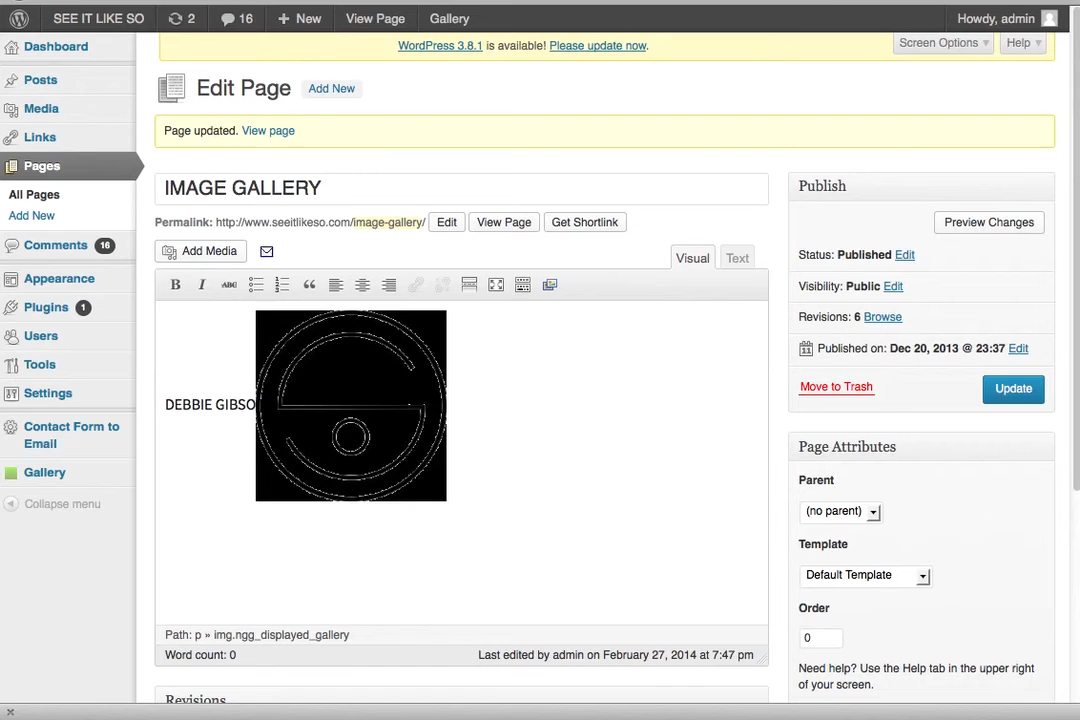 SEE IT LIKE SO 2 16 + New View Page Gallery Howdy, admin
WordPress 3.8.1 is available! Please update now.
Screen Options Help
Dashboard
Posts
Media
Links
Pages
All Pages
Add New
Comments 16
Appearance
Plugins 1
Users
Tools
Settings
Contact Form to
Email
Gallery
Collapse menu
Edit Page Add New
Page updated. View page
IMAGE GALLERY
Permalink: http://www.seeitlikeso.com/image-gallery/ Edit View Page Get Shortlink
Add Media
Visual Text
B I ABC
DEBBIE GIBSO
Path: p » img.ngg_displayed_gallery
Word count: 0 Last edited by admin on February 27, 2014 at 7:47 pm
Revisions
Publish
Preview Changes
Status: Published Edit
Visibility: Public Edit
Revisions: 6 Browse
11 Published on: Dec 20, 2013 @ 23:37 Edit
Move to Trash Update
Page Attributes
Parent
(no parent)
Template
Default Template
Order
0
Need help? Use the Help tab in the upper right
of your screen.